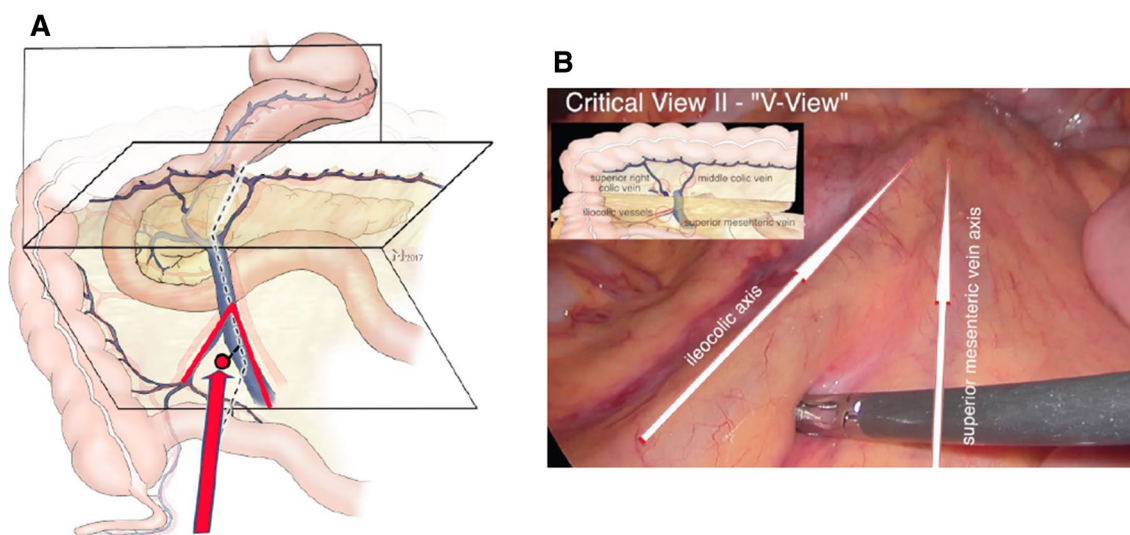 A
2017
B
Critical View II - "V-View"
superior right
colic vein
middle colic vein
iliocolic vessels
superior mesenteric vein
ileocolic axis
superior mesenteric vein axis